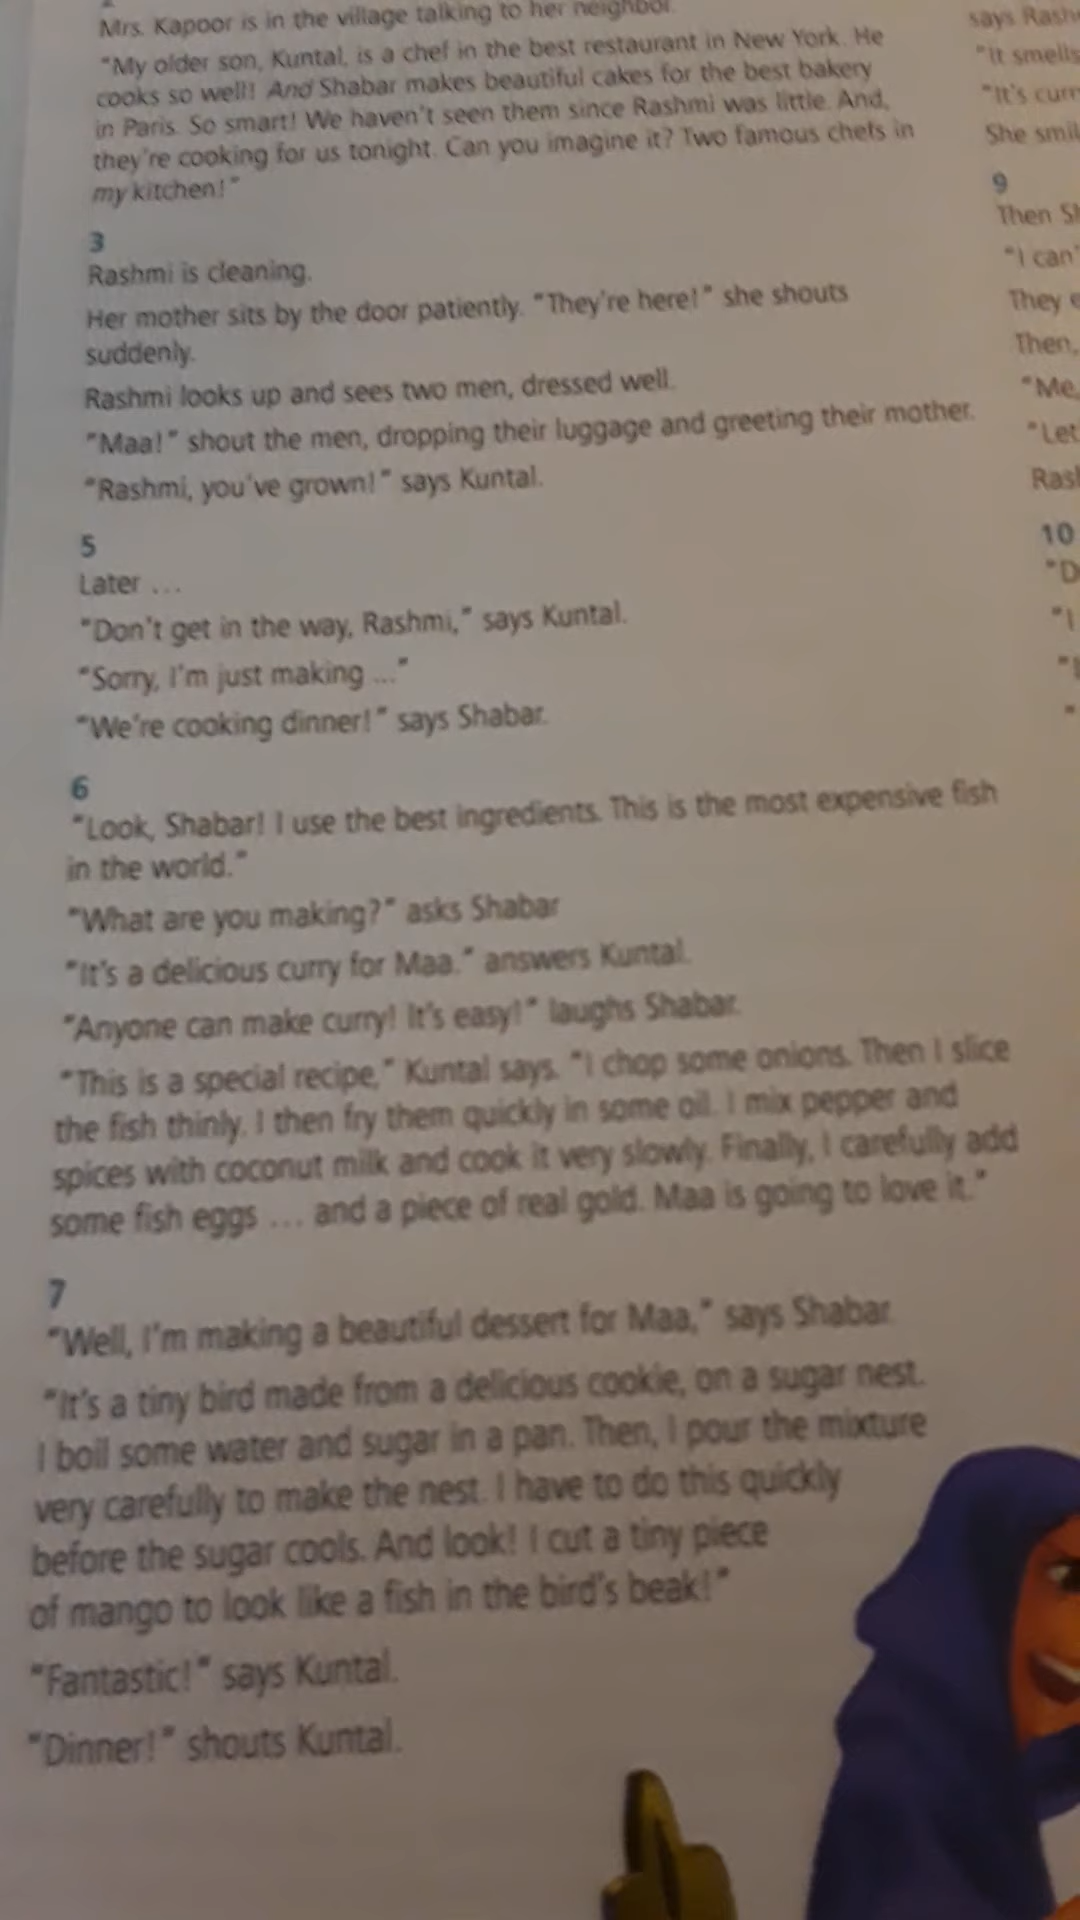 Mrs. Kapoor is in the village talking to her neighbor.
"My older son, Kuntal, is a chef in the best restaurant in New York. He
cooks so well! And Shabar makes beautiful cakes for the best bakery
in Paris. So smart! We haven't seen them since Rashmi was little. And,
they're cooking for us tonight. Can you imagine it? Two famous chefs in
my kitchen!"
3
Rashmi is cleaning.
Her mother sits by the door patiently. "They're here!" she shouts
suddenly.
Rashmi looks up and sees two men, dressed well.
"Maa!" shout the men, dropping their luggage and greeting their mother.
"Rashmi, you've grown!" says Kuntal.
5
Later ...
"Don't get in the way, Rashmi," says Kuntal.
"Sorry, I'm just making ..."
"We're cooking dinner!" says Shabar.
6
"Look, Shabar! I use the best ingredients. This is the most expensive fish
in the world."
"What are you making?" asks Shabar
"It's a delicious curry for Maa." answers Kuntal.
"Anyone can make curry! It's easy!" laughs Shabar.
"This is a special recipe," Kuntal says. "I chop some onions. Then I slice
the fish thinly. I then fry them quickly in some oil. I mix pepper and
spices with coconut milk and cook it very slowly. Finally, I carefully add
some fish eggs ... and a piece of real gold. Maa is going to love it."
7
"Well, I'm making a beautiful dessert for Maa," says Shabar.
"It's a tiny bird made from a delicious cookie, on a sugar nest.
I boil some water and sugar in a pan. Then, I pour the mixture
very carefully to make the nest. I have to do this quickly
before the sugar cools. And look! I cut a tiny piece
of mango to look like a fish in the bird's beak!"
"Fantastic!" says Kuntal.
"Dinner!" shouts Kuntal.
says
"It smells
"It's
She
9
Then
"I can'
They
Then,
"Me,
"Let
10
"I